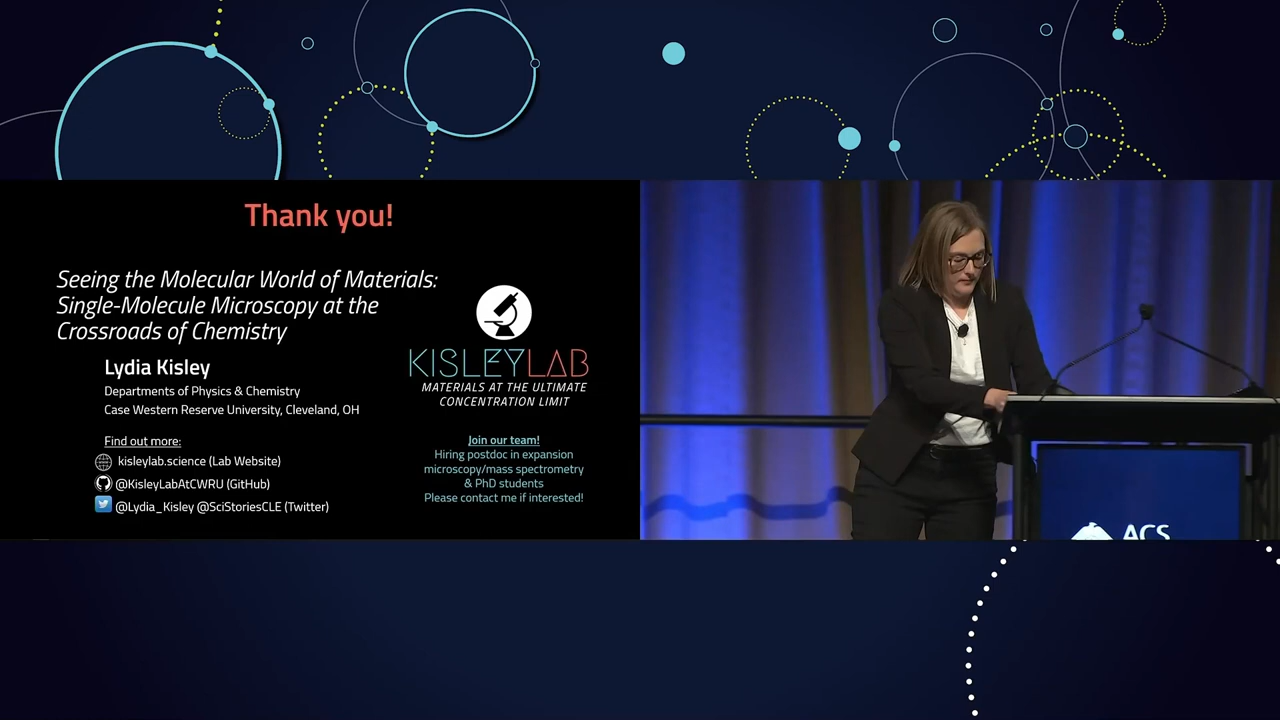 Thank you!
Seeing the Molecular World of Materials:
Single-Molecule Microscopy at the
Crossroads of Chemistry
Lydia Kisley
Departments of Physics & Chemistry
Case Western Reserve University, Cleveland, OH
Find out more:
kisleylab.science (Lab Website)
@KisleyLabAtCWRU (GitHub)
@Lydia_Kisley @SciStoriesCLE (Twitter)
KISLEYLAB
MATERIALS AT THE ULTIMATE
CONCENTRATION LIMIT
Join our team!
Hiring postdoc in expansion
microscopy/mass spectrometry
& PhD students
Please contact me if interested!
ACS